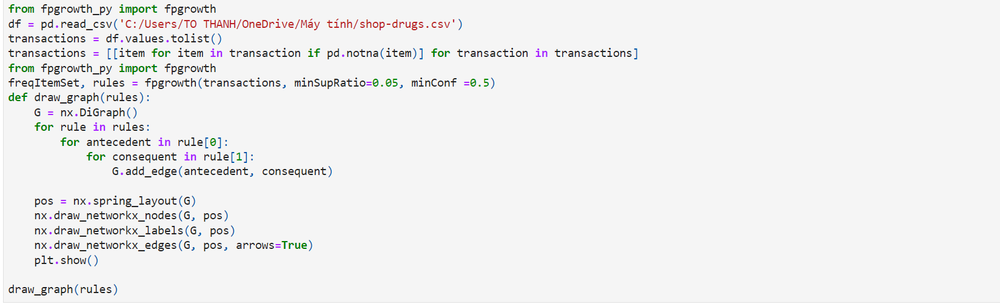 from fpgrowth_py import fpgrowth
df = pd.read_csv('C:/Users/TO THANH/OneDrive/Máy tính/shop-drugs.csv')
transactions = df.values.tolist()
transactions = [[item for item in transaction if pd.notna(item)] for transaction in transactions]
from fpgrowth_py import fpgrowth
freqItemSet, rules = fpgrowth(transactions, minSupRatio=0.05, minConf =0.5)
def draw_graph(rules):
    G = nx.DiGraph()
    for rule in rules:
        for antecedent in rule[0]:
            for consequent in rule[1]:
                G.add_edge(antecedent, consequent)

    pos = nx.spring_layout(G)
    nx.draw_networkx_nodes(G, pos)
    nx.draw_networkx_labels(G, pos)
    nx.draw_networkx_edges(G, pos, arrows=True)
    plt.show()

draw_graph(rules)